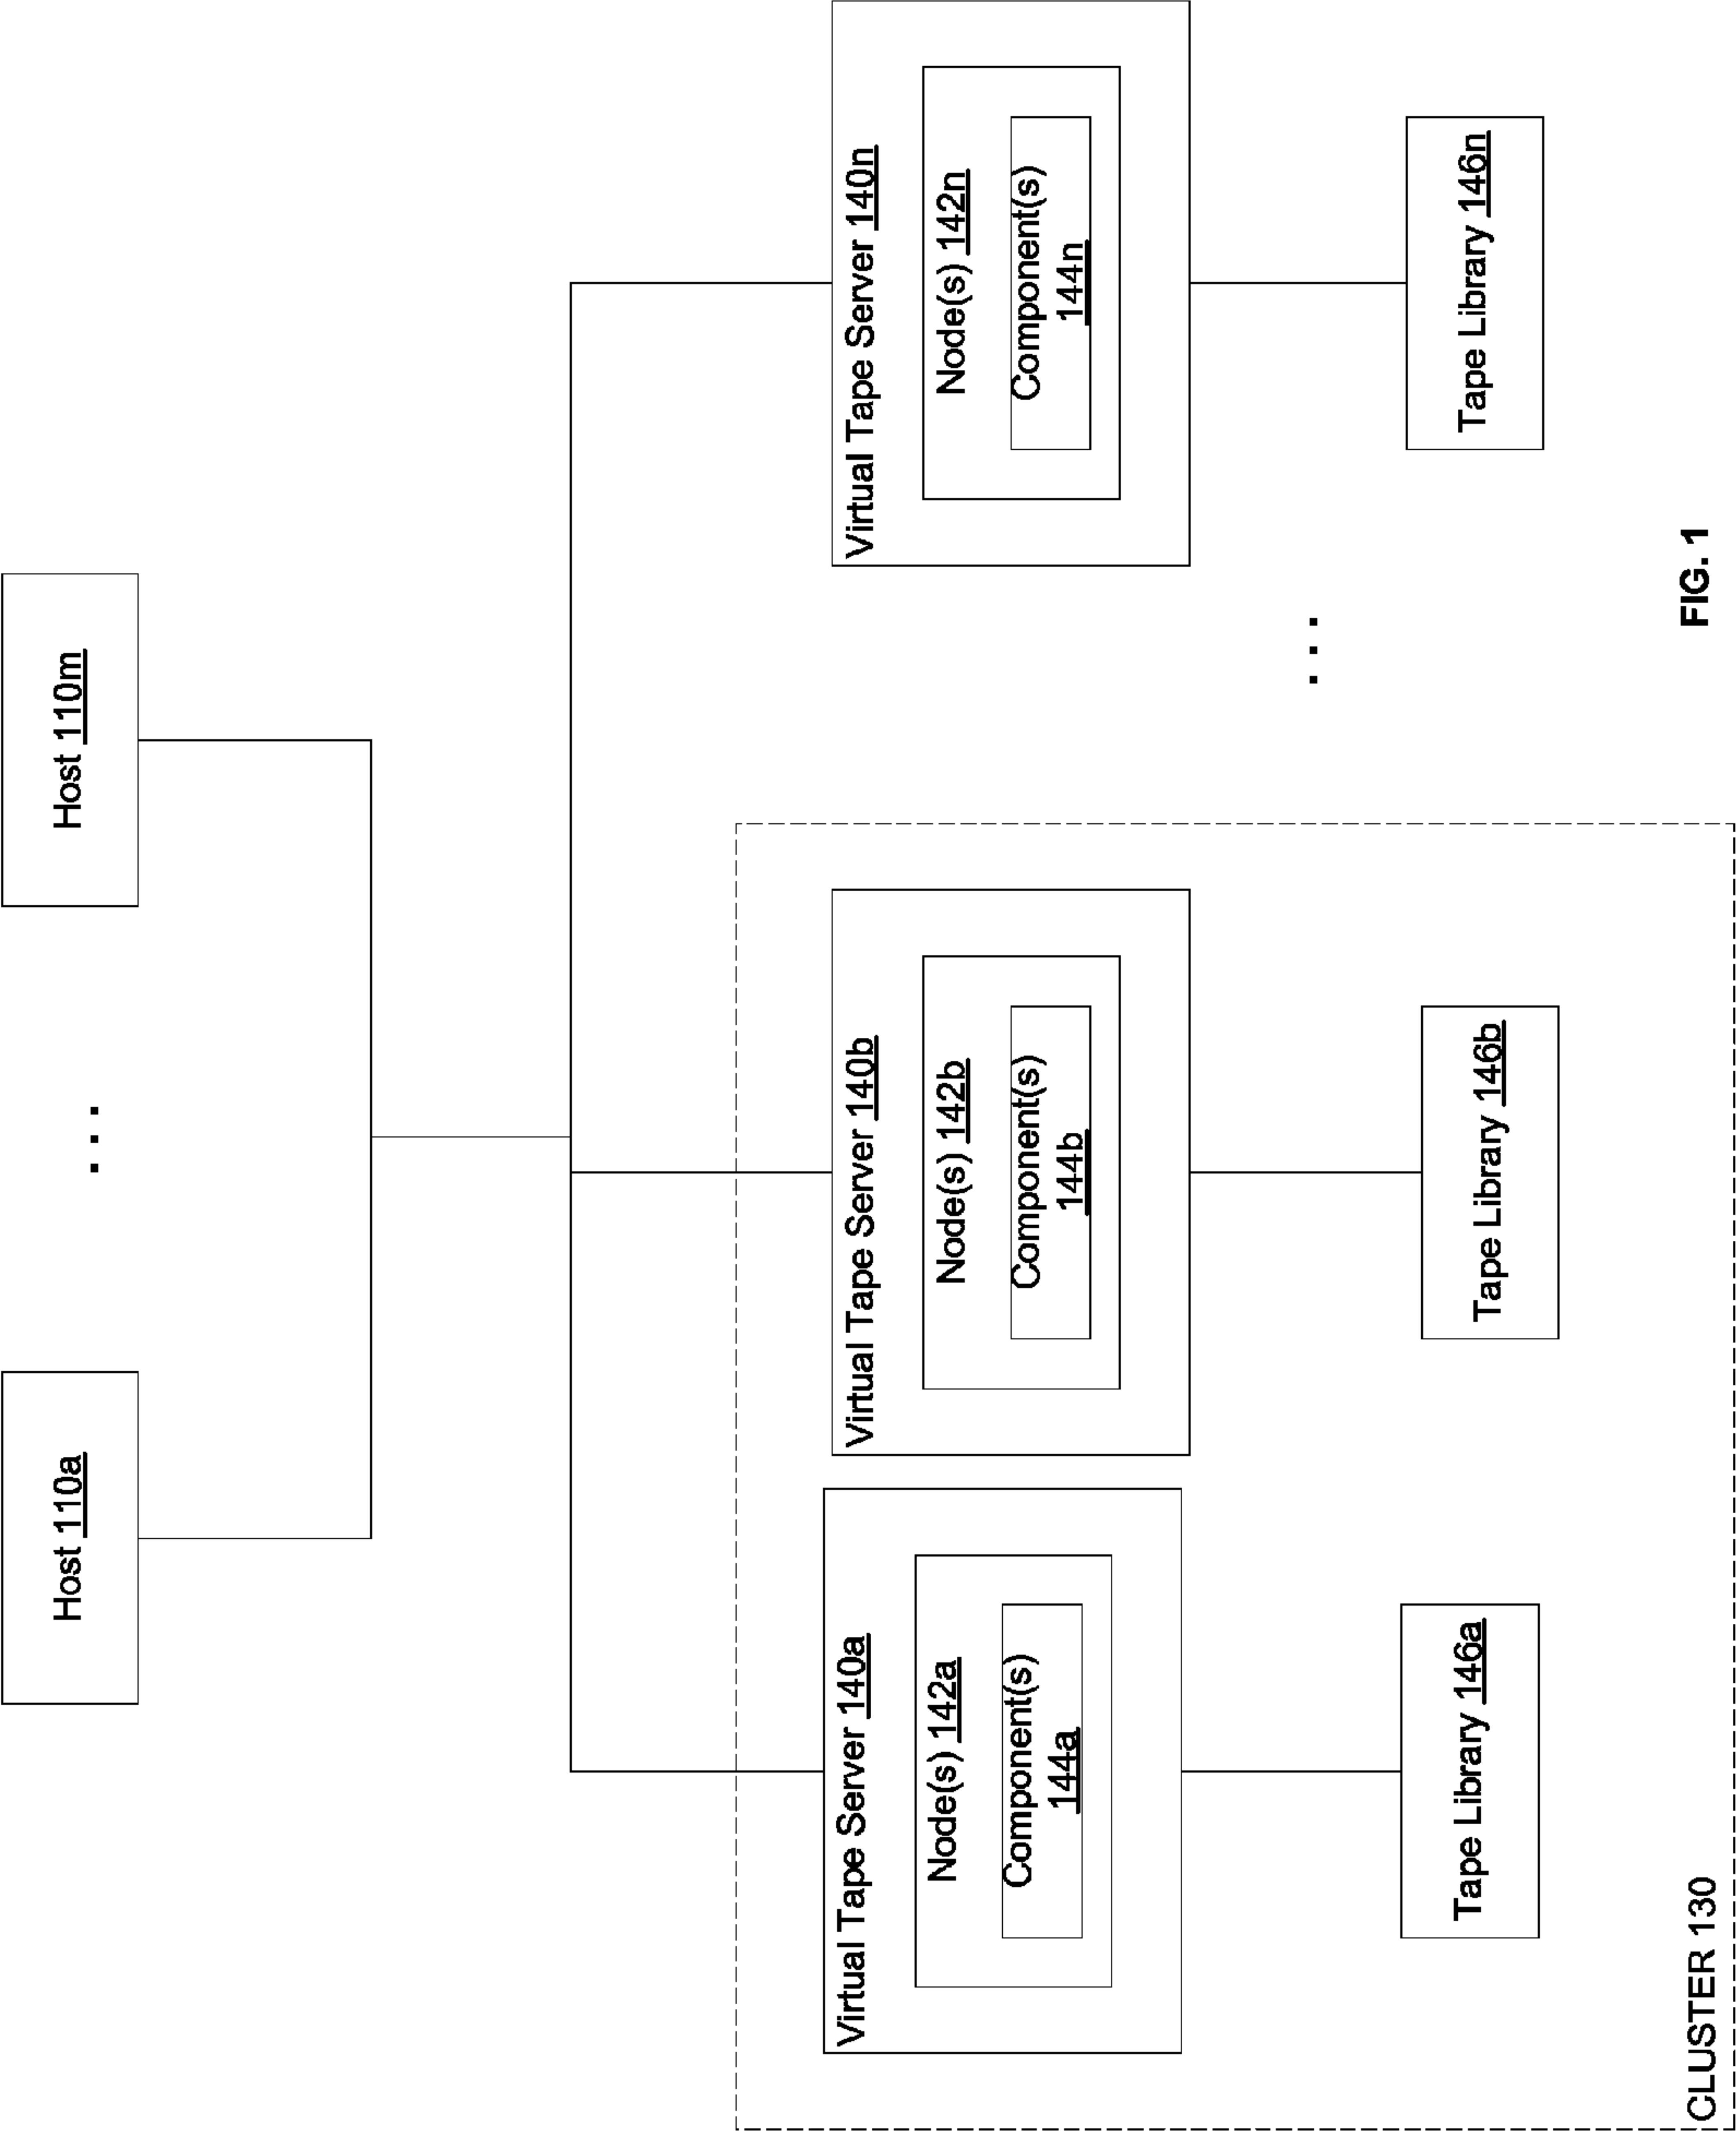 Host 110a
. . .
Host 110m
Virtual Tape Server 140a
Node(s) 142a
Component(s)
144a
Virtual Tape Server 140b
Node(s) 142b
Component(s)
144b
Virtual Tape Server 140n
Node(s) 142n
Component(s)
144n
. . .
Tape Library 146a
Tape Library 146b
Tape Library 146n
CLUSTER 130
FIG. 1